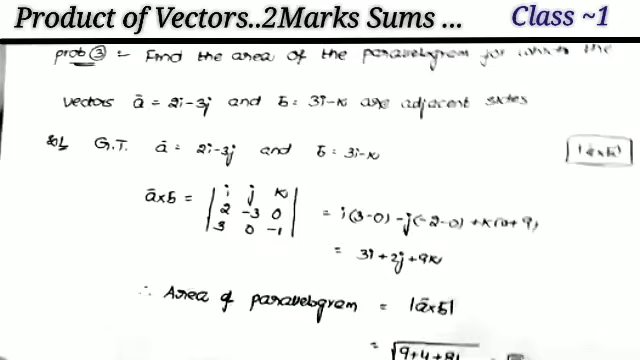 Product of Vectors..2Marks Sums ... Class ~1
prob ③ :- Find the area of the paravelogram for which the
vectors ā = 2i-3j and b̄ = 3i-k are adjacent sides
Sol G.T. ā = 2i-3j and b̄ = 3i-k
|ā×b̄|
ā×b̄ = | i j k |
| 2 -3 0 | = i(3-0) -j(-2-0) +k(0+9)
| 3 0 -1 |
= 3i+2j+9k
∴ Area of paravelogram = |ā×b̄|
= √9+4+81